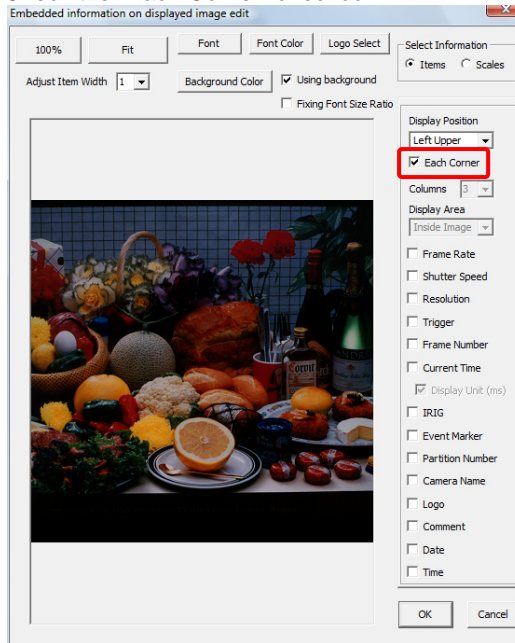 Embedded information on displayed image edit
100%
Fit
Font
Font Color
Logo Select
Select Information
Items
Scales
Adjust Item Width
1
Background Color
Using background
Fixing Font Size Ratio
Display Position
Left Upper
Each Corner
Columns
3
Display Area
Inside Image
Frame Rate
Shutter Speed
Resolution
Trigger
Frame Number
Current Time
Display Unit (ms)
IRIG
Event Marker
Partition Number
Camera Name
Logo
Comment
Date
Time
Corvit
OK
Cancel